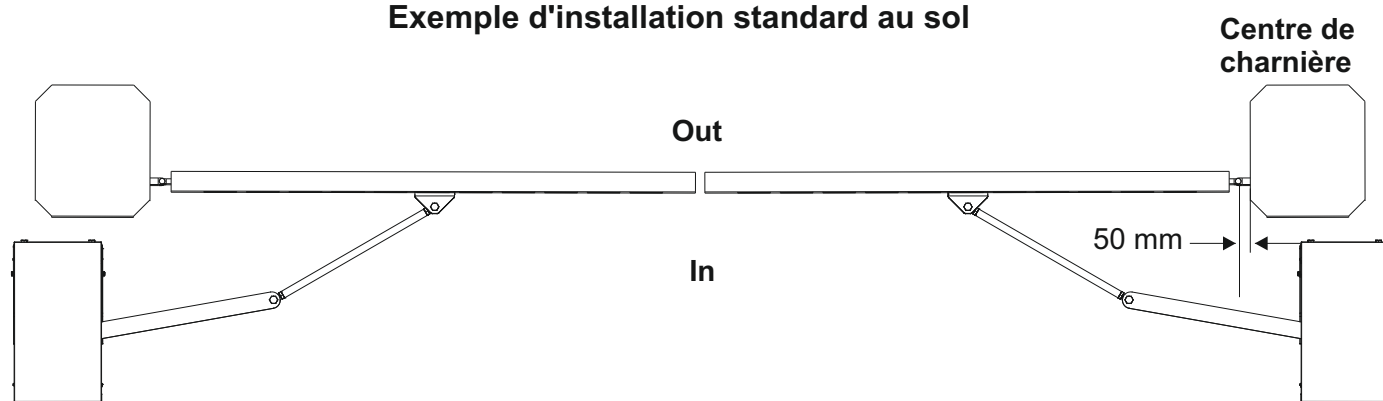 Exemple d'installation standard au sol
Centre de
charnière
Out
50 mm
In